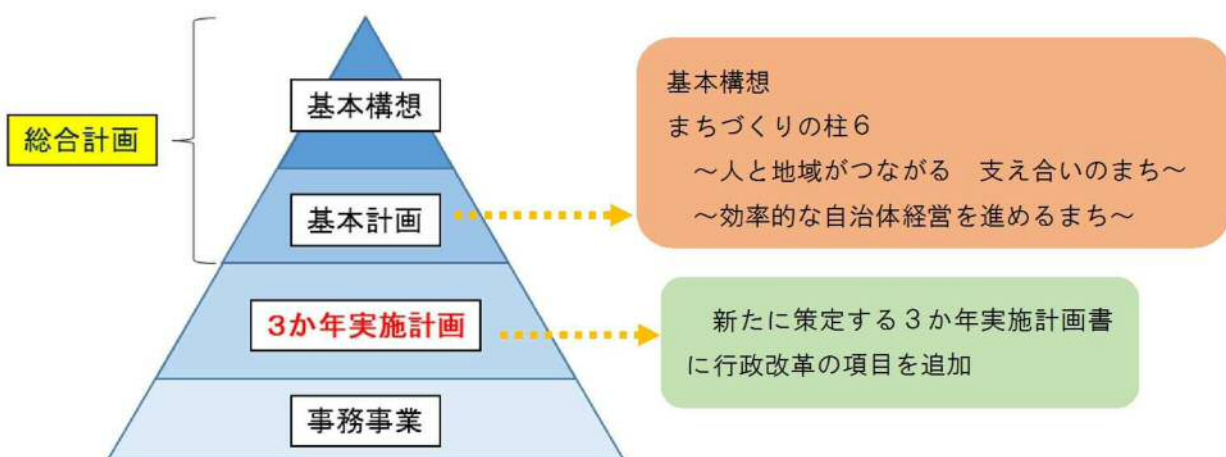 総合計画
基本構想
基本計画
3か年実施計画
事務事業
基本構想
まちづくりの柱6
~人と地域がつながる　支え合いのまち~
~効率的な自治体経営を進めるまち~
新たに策定する3か年実施計画書
に行政改革の項目を追加